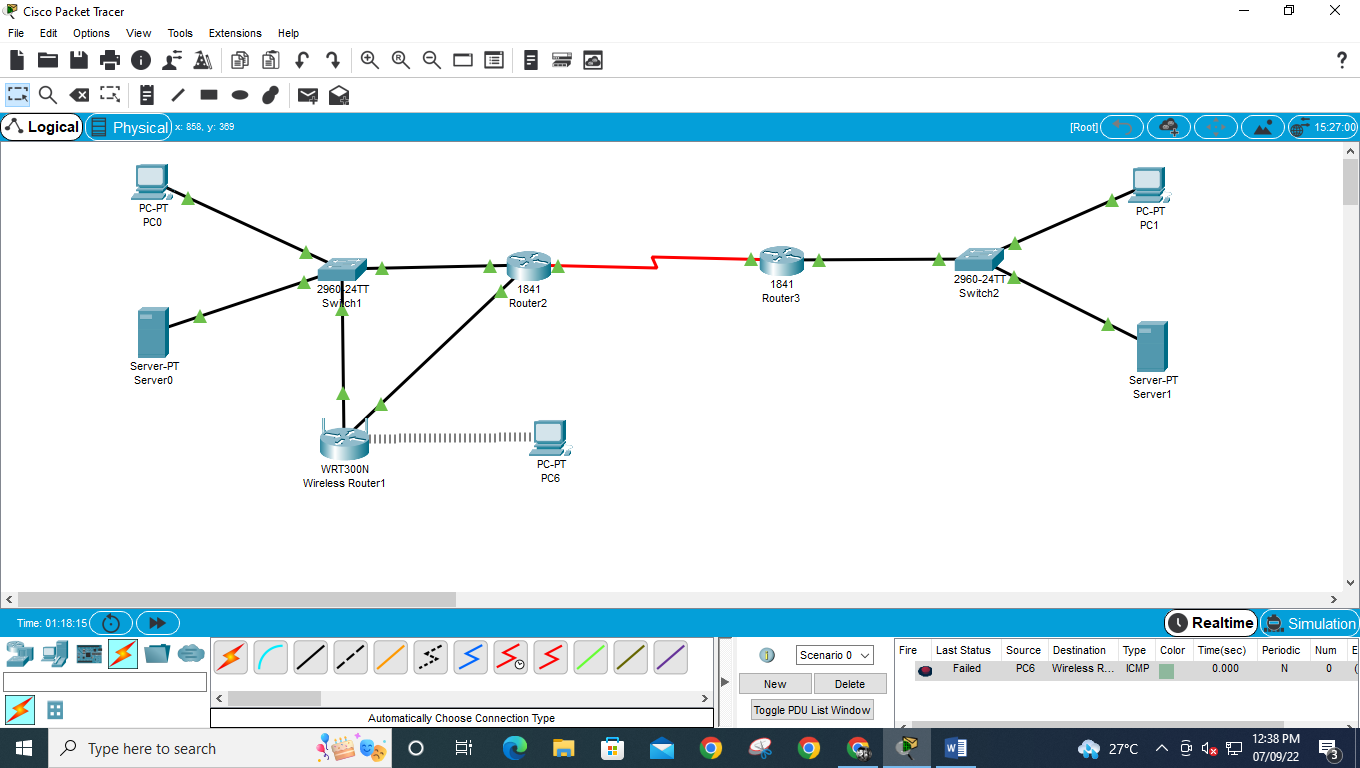 Cisco Packet Tracer
File Edit Options View Tools Extensions Help
R
?
Logical Physical x: 858, y: 369 [Root] 15:27:00
PC-PT
PC0
2960-24TT
Switch1
1841
Router2
1841
Router3
2960-24TT
Switch2
PC-PT
PC1
Server-PT
Server0
Server-PT
Server1
WRT300N
Wireless Router1
PC-PT
PC6
Time: 01:18:15 Realtime Simulation
Automatically Choose Connection Type
Scenario 0
New Delete
Toggle PDU List Window
Fire Last Status Source Destination Type Color Time(sec) Periodic Num E
Failed PC6 Wireless R... ICMP 0.000 N 0 (
Type here to search
27°C 12:38 PM
07/09/22
3